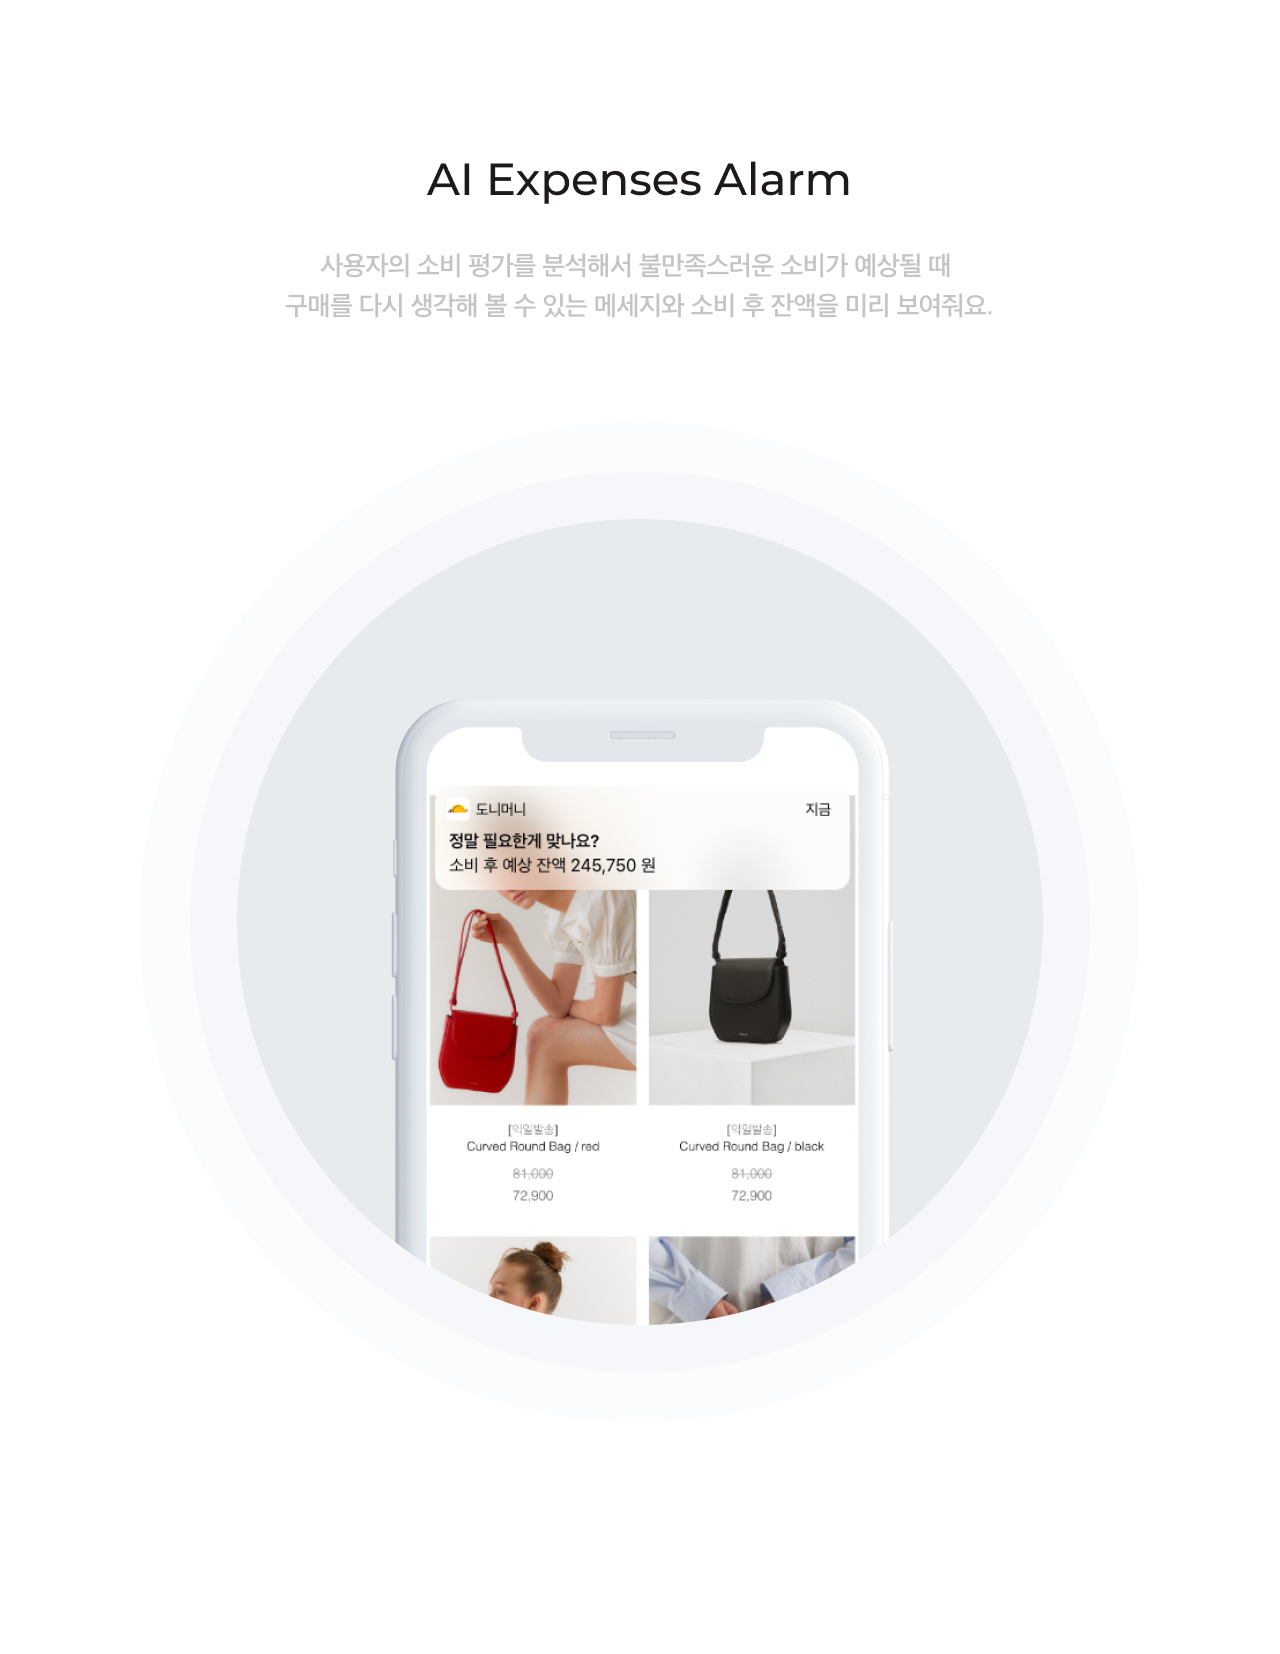 AI Expenses Alarm
사용자의 소비 평가를 분석해서 불만족스러운 소비가 예상될 때
구매를 다시 생각해 볼 수 있는 메세지와 소비 후 잔액을 미리 보여줘요.
도니머니 지금
정말 필요한게 맞나요?
소비 후 예상 잔액 245,750 원
[익일발송]
Curved Round Bag / red
81,000
72,900
[익일발송]
Curved Round Bag / black
81,000
72,900